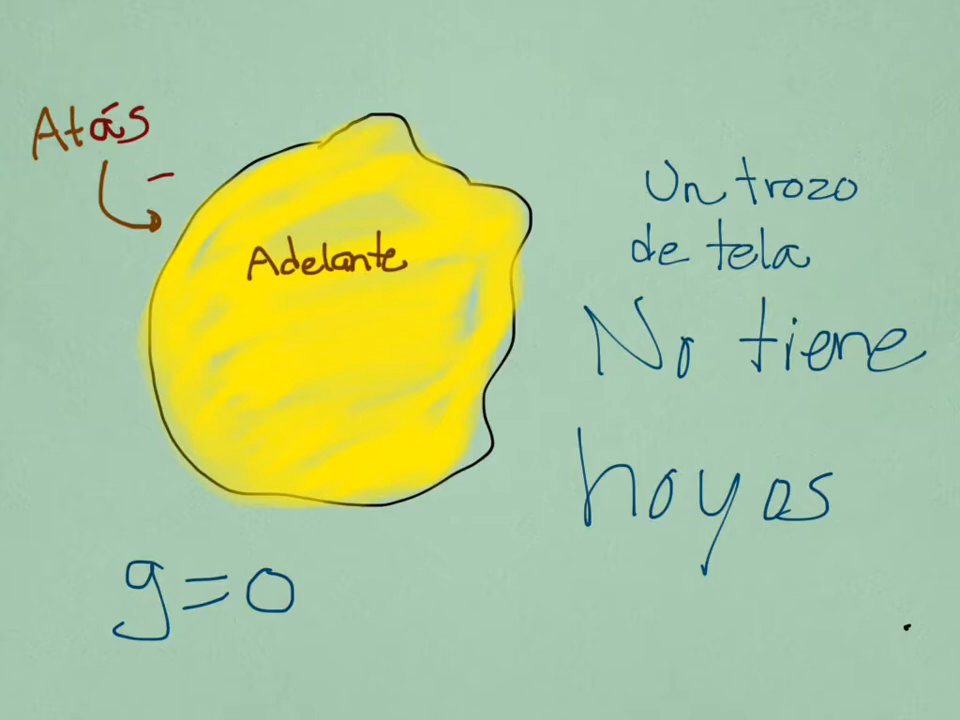 Atás
Adelante
Un trozo
de tela
No tiene
hoyos
g=0